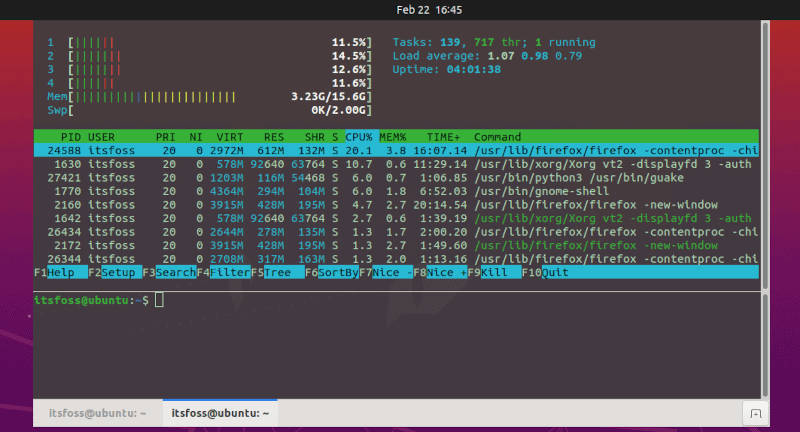 Feb 22 16:45
1 [|||||| 11.5%] Tasks: 139, 717 thr; 1 running
2 [||||||| 14.5%] Load average: 1.07 0.98 0.79
3 [||||||| 12.6%] Uptime: 04:01:38
4 [|||||| 11.6%]
Mem[|||||||||||||||||||||||||| 3.23G/15.6G]
Swp[ 0K/2.00G]
PID USER PRI NI VIRT RES SHR S CPU% MEM% TIME+ Command
24588 itsfoss 20 0 2972M 612M 132M S 20.1 3.8 16:07.14 /usr/lib/firefox/firefox -contentproc -chi
1630 itsfoss 20 0 578M 92640 63764 S 10.7 0.6 11:29.14 /usr/lib/xorg/Xorg vt2 -displayfd 3 -auth
27421 itsfoss 20 0 1203M 116M 54468 S 6.0 0.7 1:06.85 /usr/bin/python3 /usr/bin/guake
1770 itsfoss 20 0 4364M 294M 104M S 6.0 1.8 6:52.03 /usr/bin/gnome-shell
2160 itsfoss 20 0 3915M 428M 195M S 4.7 2.7 20:14.54 /usr/lib/firefox/firefox -new-window
1642 itsfoss 20 0 578M 92640 63764 S 2.7 0.6 1:39.19 /usr/lib/xorg/Xorg vt2 -displayfd 3 -auth
26434 itsfoss 20 0 2644M 278M 135M S 1.3 1.7 2:00.20 /usr/lib/firefox/firefox -contentproc -chi
2172 itsfoss 20 0 3915M 428M 195M S 1.3 2.7 1:49.60 /usr/lib/firefox/firefox -new-window
26344 itsfoss 20 0 2708M 317M 163M S 1.3 2.0 1:13.16 /usr/lib/firefox/firefox -contentproc -chi
F1Help F2Setup F3SearchF4FilterF5Tree F6SortByF7Nice -F8Nice +F9Kill F10Quit
itsfoss@ubuntu:~$
itsfoss@ubuntu: ~ itsfoss@ubuntu: ~